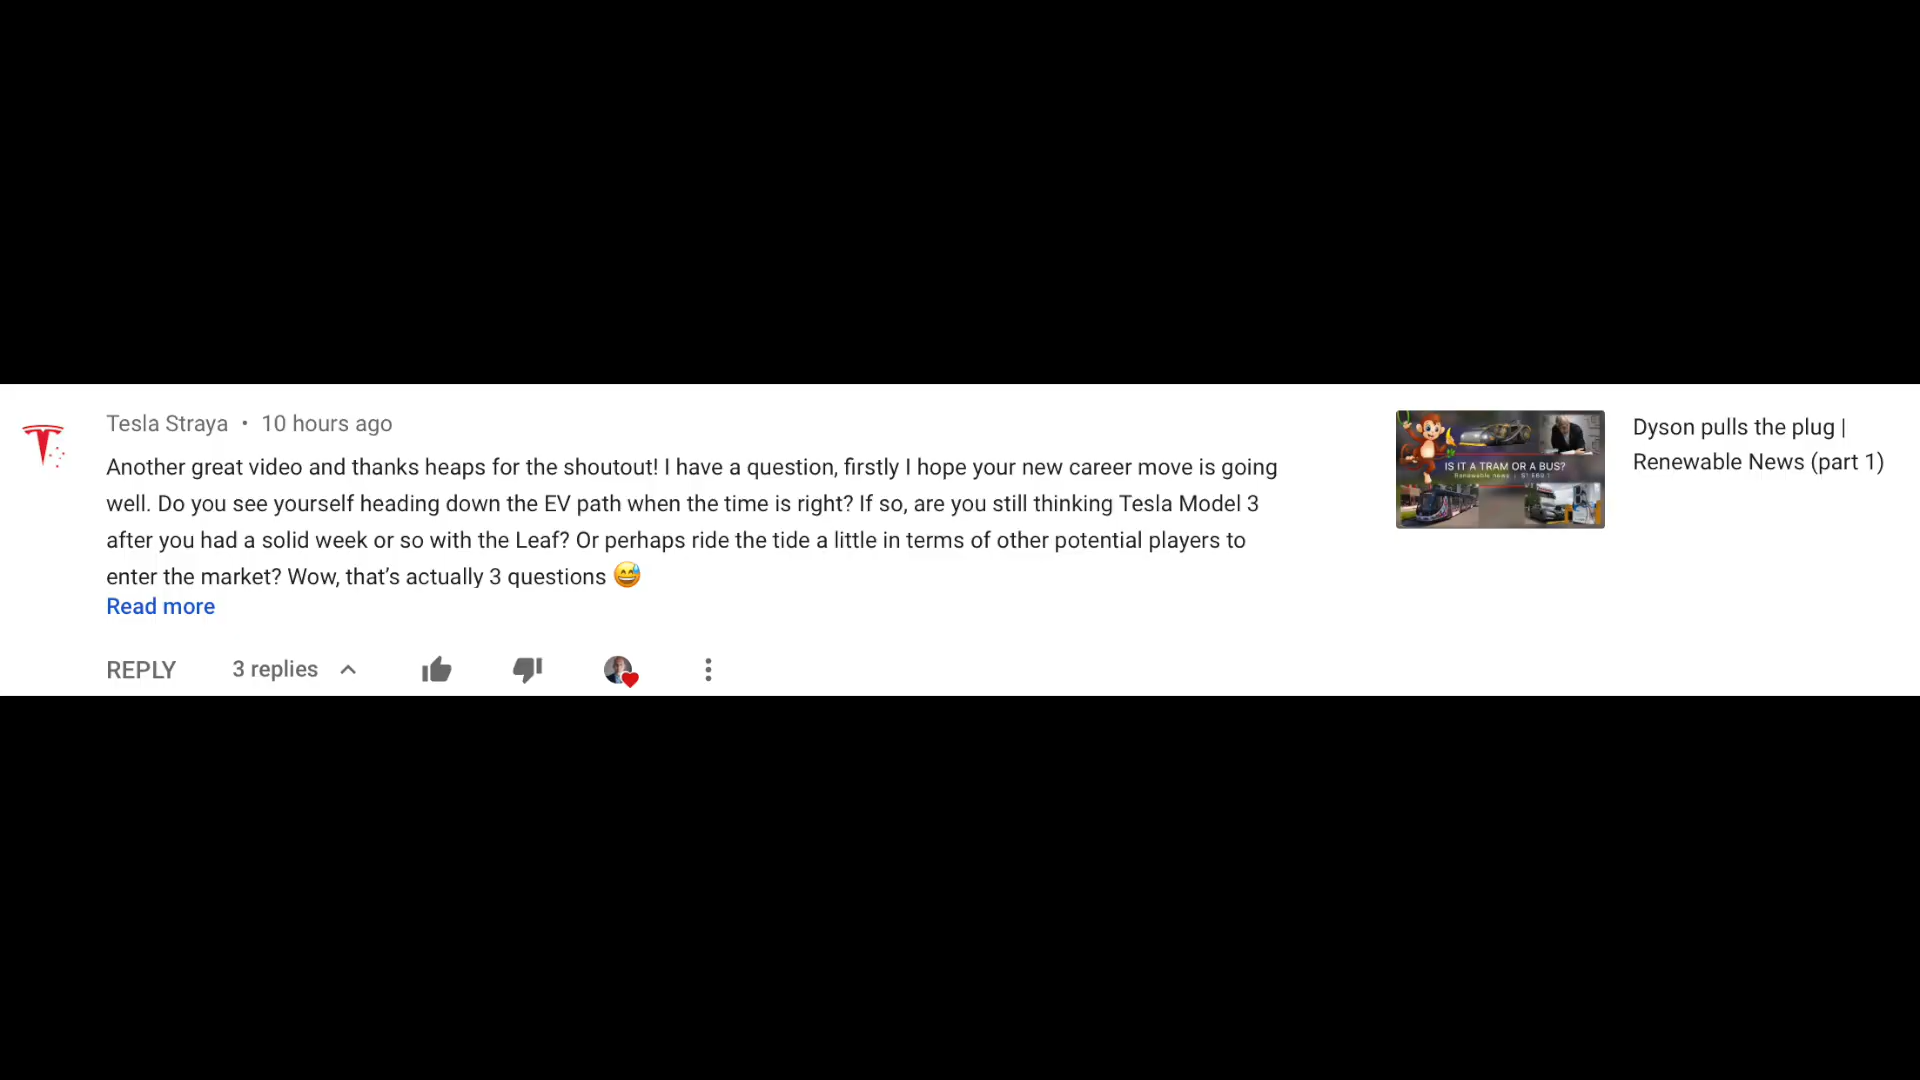 Tesla Straya • 10 hours ago
Another great video and thanks heaps for the shoutout! I have a question, firstly I hope your new career move is going
well. Do you see yourself heading down the EV path when the time is right? If so, are you still thinking Tesla Model 3
after you had a solid week or so with the Leaf? Or perhaps ride the tide a little in terms of other potential players to
enter the market? Wow, that’s actually 3 questions 😅
Read more
REPLY 3 replies
IS IT A TRAM OR A BUS?
Renewable news
Dyson pulls the plug |
Renewable News (part 1)